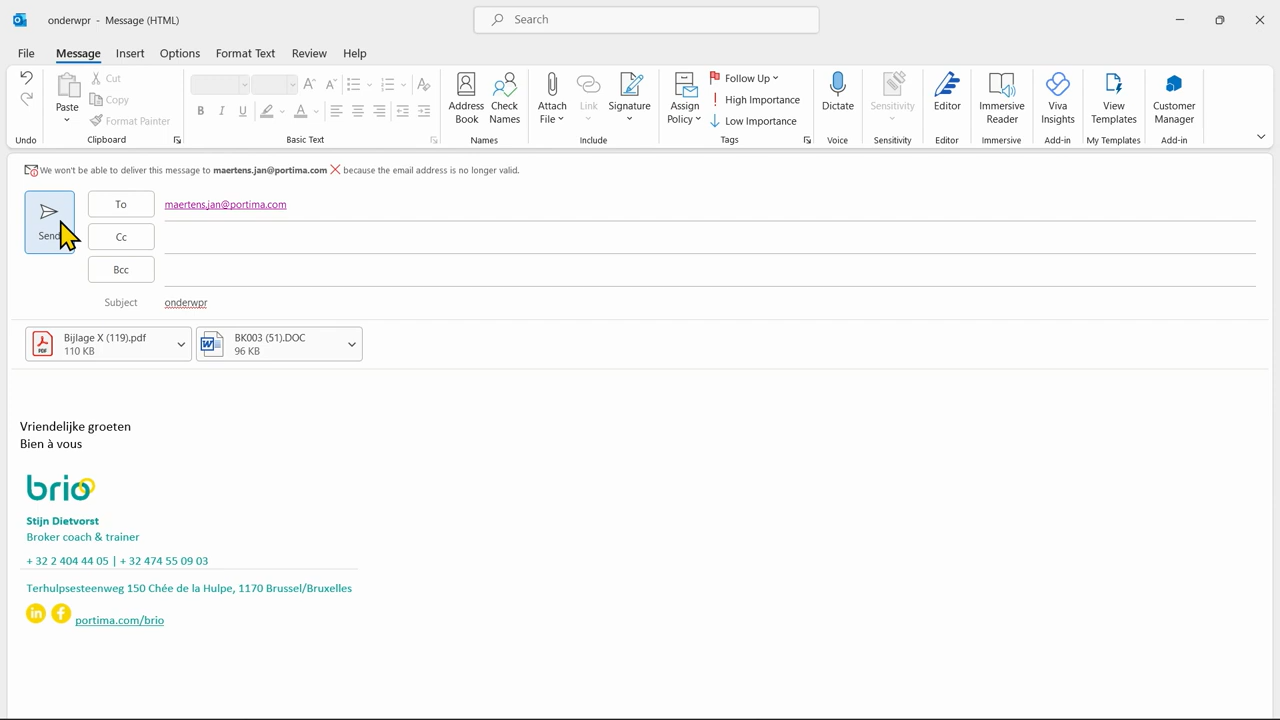 onderwpr - Message (HTML)
Search
File Message Insert Options Format Text Review Help
Undo
Paste
Cut
Copy
Format Painter
Clipboard
B I U
Basic Text
Address Book
Check Names
Names
Attach File
Link
Signature
Include
Assign Policy
Follow Up
High Importance
Low Importance
Tags
Dictate
Voice
Sensitivity
Sensitivity
Editor
Editor
Immersive Reader
Immersive
Viva Insights
Add-in
View Templates
My Templates
Customer Manager
Add-in
We won't be able to deliver this message to maertens.jan@portima.com because the email address is no longer valid.
Send
To maertens.jan@portima.com
Cc
Bcc
Subject onderwpr
Bijlage X (119).pdf
110 KB
BK003 (51).DOC
96 KB
Vriendelijke groeten
Bien à vous
brio
Stijn Dietvorst
Broker coach & trainer
+ 32 2 404 44 05 | + 32 474 55 09 03
Terhulpsesteenweg 150 Chée de la Hulpe, 1170 Brussel/Bruxelles
in f portima.com/brio